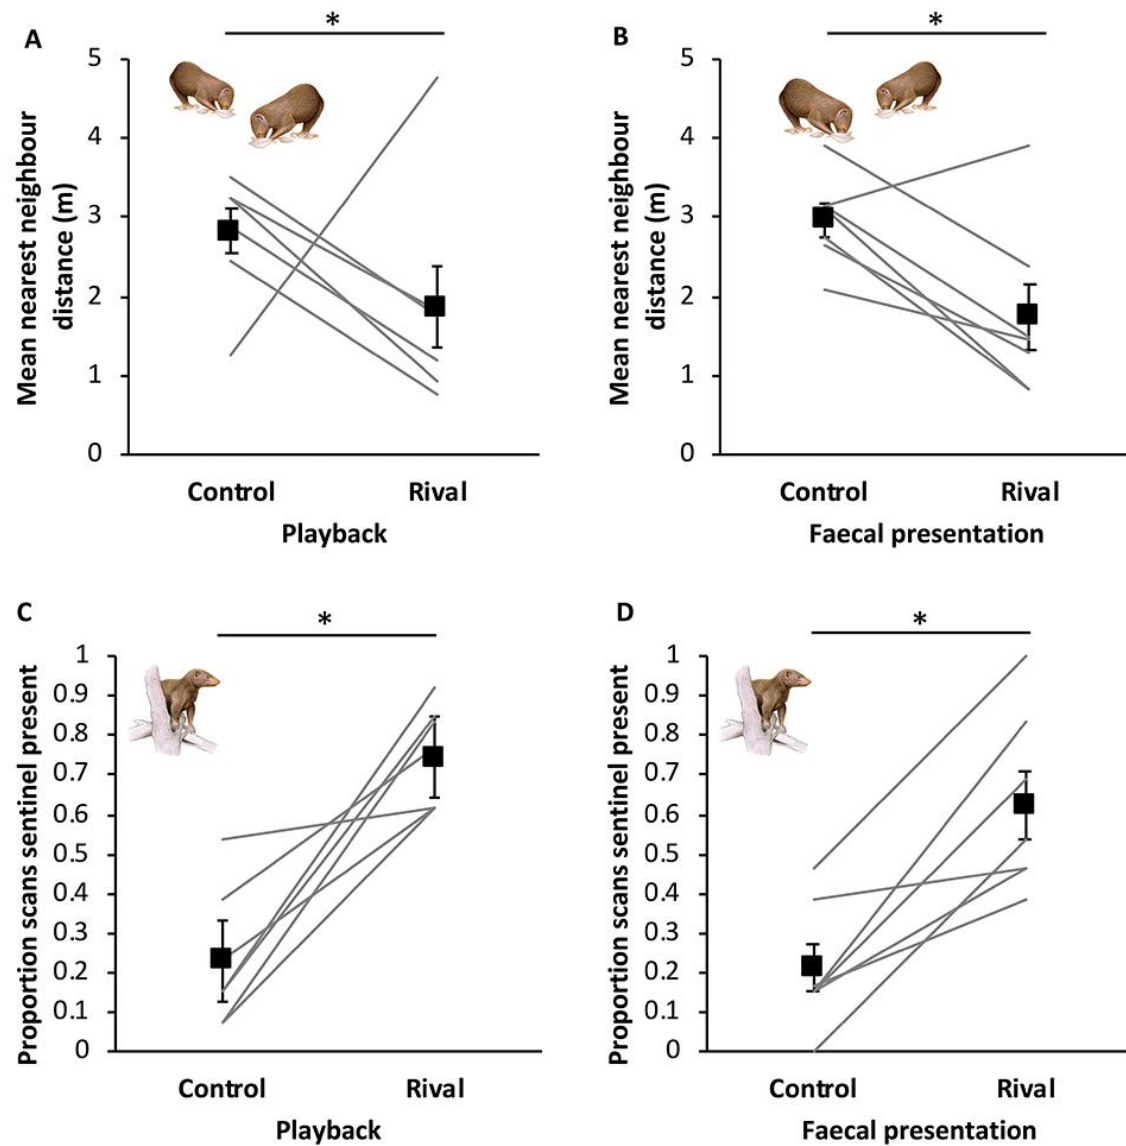 A
*
Mean nearest neighbour
distance (m)
5
4
3
2
1
0
Control
Rival
Playback
B
*
Mean nearest neighbour
distance (m)
5
4
3
2
1
0
Control
Rival
Faecal presentation
C
*
Proportion scans sentinel present
1
0.9
0.8
0.7
0.6
0.5
0.4
0.3
0.2
0.1
0
Control
Rival
Playback
D
*
Proportion scans sentinel present
1
0.9
0.8
0.7
0.6
0.5
0.4
0.3
0.2
0.1
0
Control
Rival
Faecal presentation